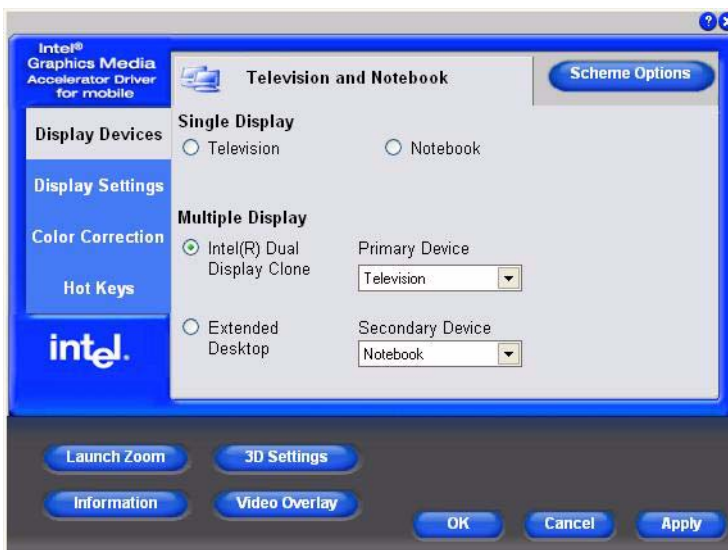 Intel®
Graphics Media
Accelerator Driver
for mobile
Television and Notebook
Scheme Options
Display Devices
Display Settings
Color Correction
Hot Keys
intel.
Single Display
Television
Notebook
Multiple Display
Intel(R) Dual
Display Clone
Primary Device
Television
Extended
Desktop
Secondary Device
Notebook
Launch Zoom
3D Settings
Information
Video Overlay
OK
Cancel
Apply